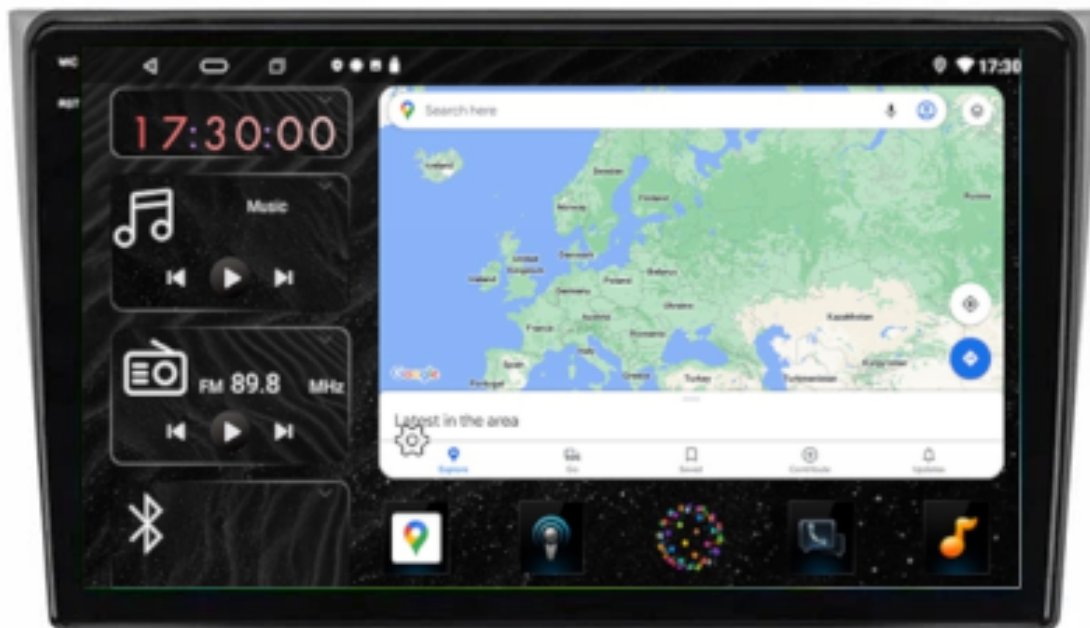 MIC
17:30
RST
17:30:00
Search here
Music
FM 89.8 MHz
Iceland
Sweden
Finland
Norway
Russia
Denmark
United Kingdom
Ireland
Belarus
Poland
Germany
Ukraine
Austria
France
Romania
Kazakhstan
Italy
Spain
Portugal
Greece
Turkey
Turkmenistan
Kyrgyzstan
Google
Latest in the area
Explore
Go
Saved
Contribute
Updates